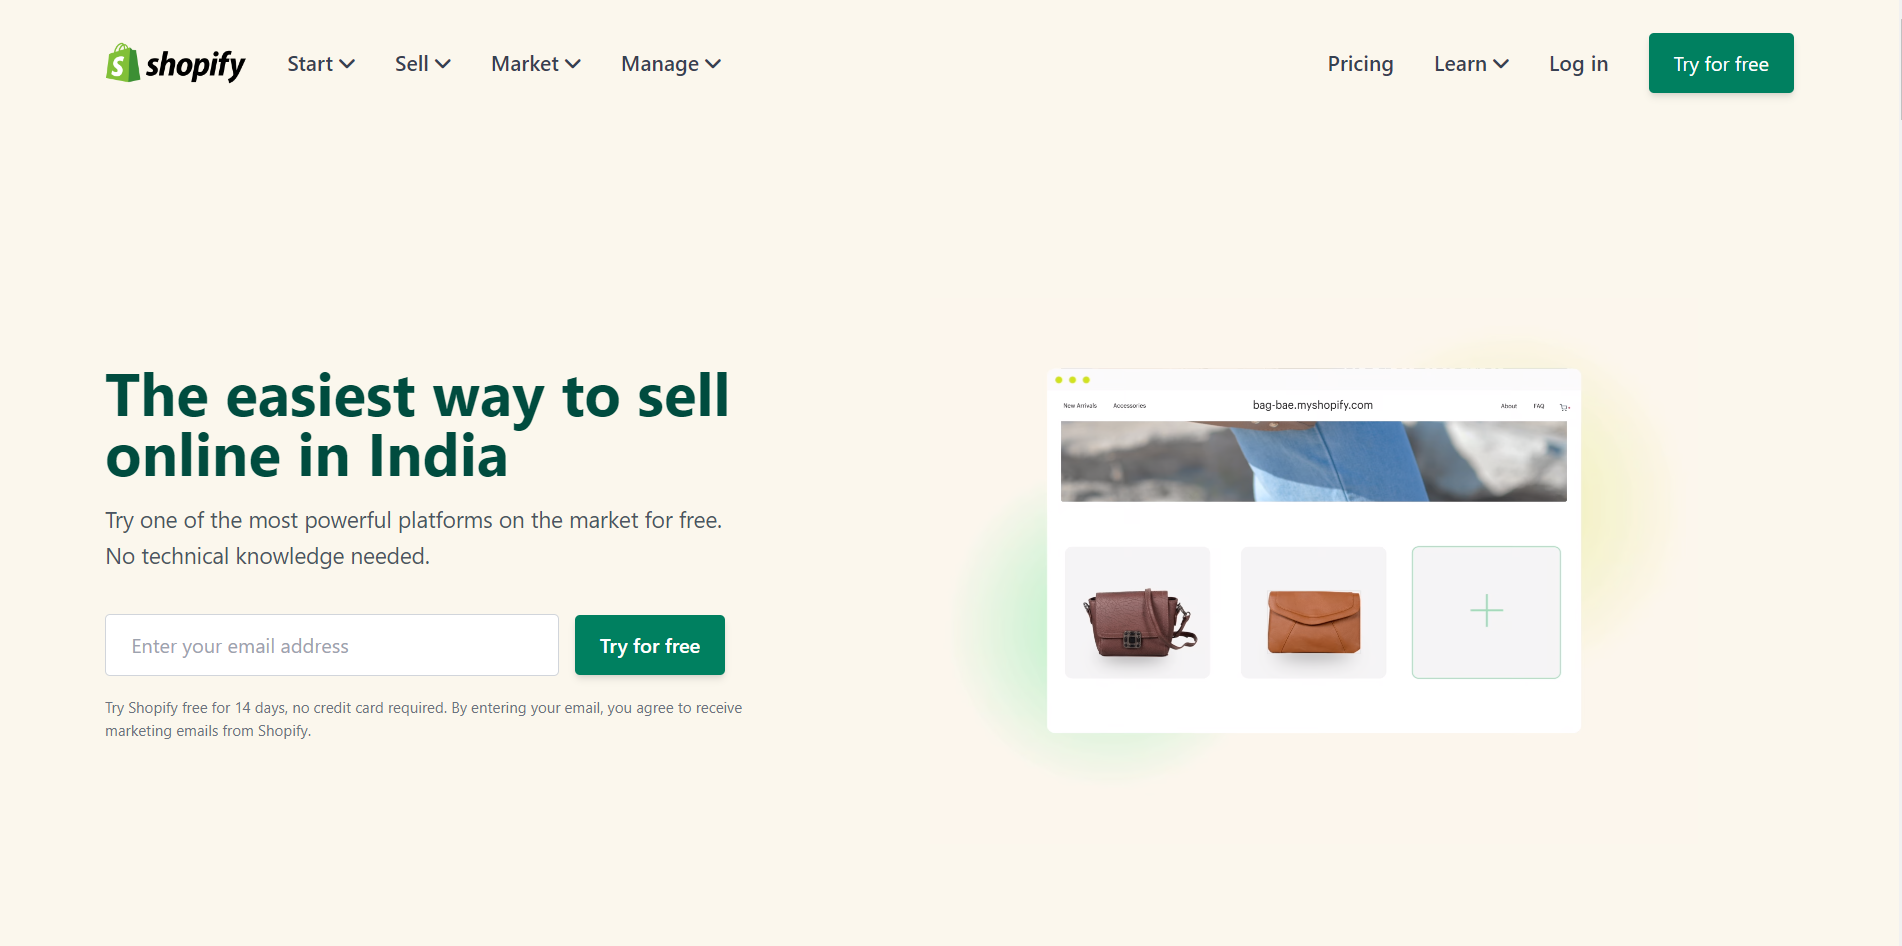 shopify
Start
Sell
Market
Manage
Pricing
Learn
Log in
Try for free
The easiest way to sell
online in India
Try one of the most powerful platforms on the market for free.
No technical knowledge needed.
Enter your email address
Try for free
Try Shopify free for 14 days, no credit card required. By entering your email, you agree to receive
marketing emails from Shopify.
New Arrivals
Accessories
bag-bae.myshopify.com
About
FAQ